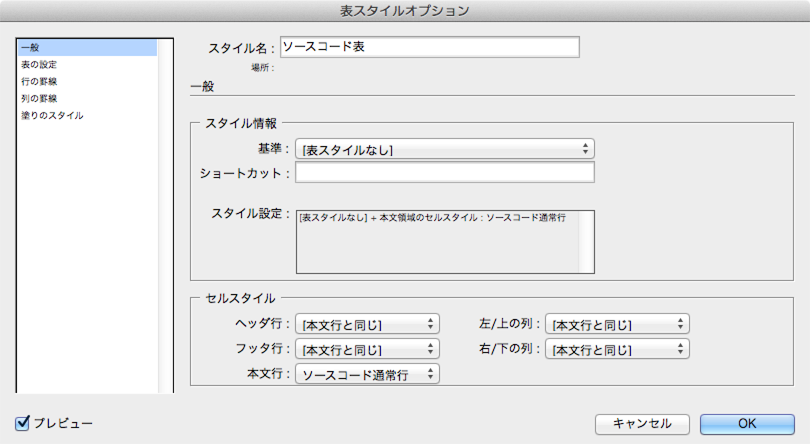 表スタイルオプション
一般
表の設定
行の罫線
列の罫線
塗りのスタイル
スタイル名： ソースコード表
場所：
一般
スタイル情報
基準： [表スタイルなし]
ショートカット：
スタイル設定： [表スタイルなし] + 本文領域のセルスタイル : ソースコード通常行
セルスタイル
ヘッダ行： [本文行と同じ] 左/上の列： [本文行と同じ]
フッタ行： [本文行と同じ] 右/下の列： [本文行と同じ]
本文行： ソースコード通常行
プレビュー キャンセル OK